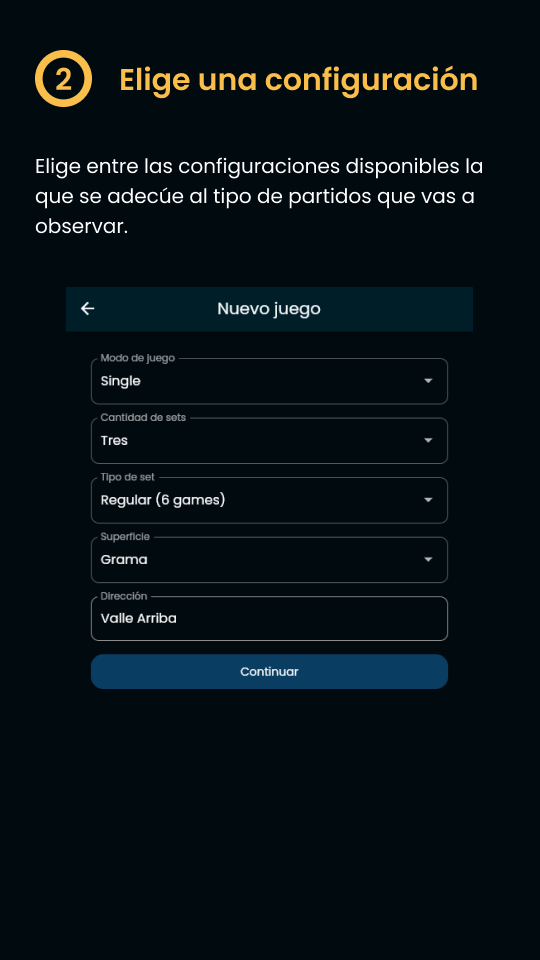 2
Elige una configuración
Elige entre las configuraciones disponibles la
que se adecúe al tipo de partidos que vas a
observar.
Nuevo juego
Modo de juego
Single
Cantidad de sets
Tres
Tipo de set
Regular (6 games)
Superficie
Grama
Dirección
Valle Arriba
Continuar